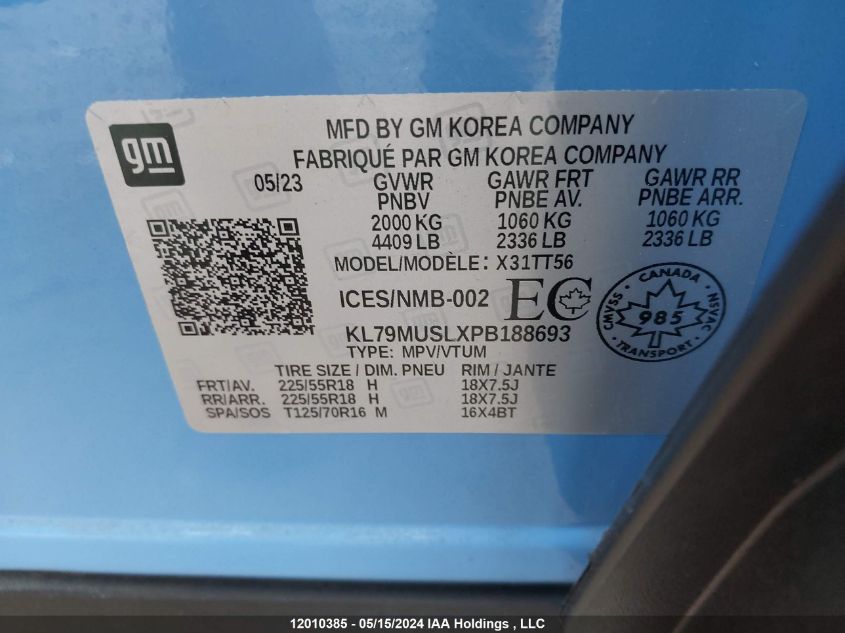 gm
MFD BY GM KOREA COMPANY
FABRIQUÉ PAR GM KOREA COMPANY
05/23 GVWR GAWR FRT GAWR RR
PNBV PNBE AV. PNBE ARR.
2000 KG 1060 KG 1060 KG
4409 LB 2336 LB 2336 LB
MODEL/MODÈLE: X31TT56
ICES/NMB-002 EC
CANADA
CMVSS 985 NSVAC
TRANSPORT
KL79MUSLXPB188693
TYPE: MPV/VTUM
TIRE SIZE / DIM. PNEU RIM / JANTE
FRT/AV. 225/55R18 H 18X7.5J
RR/ARR. 225/55R18 H 18X7.5J
SPA/SOS T125/70R16 M 16X4BT
12010385 - 05/15/2024 IAA Holdings , LLC